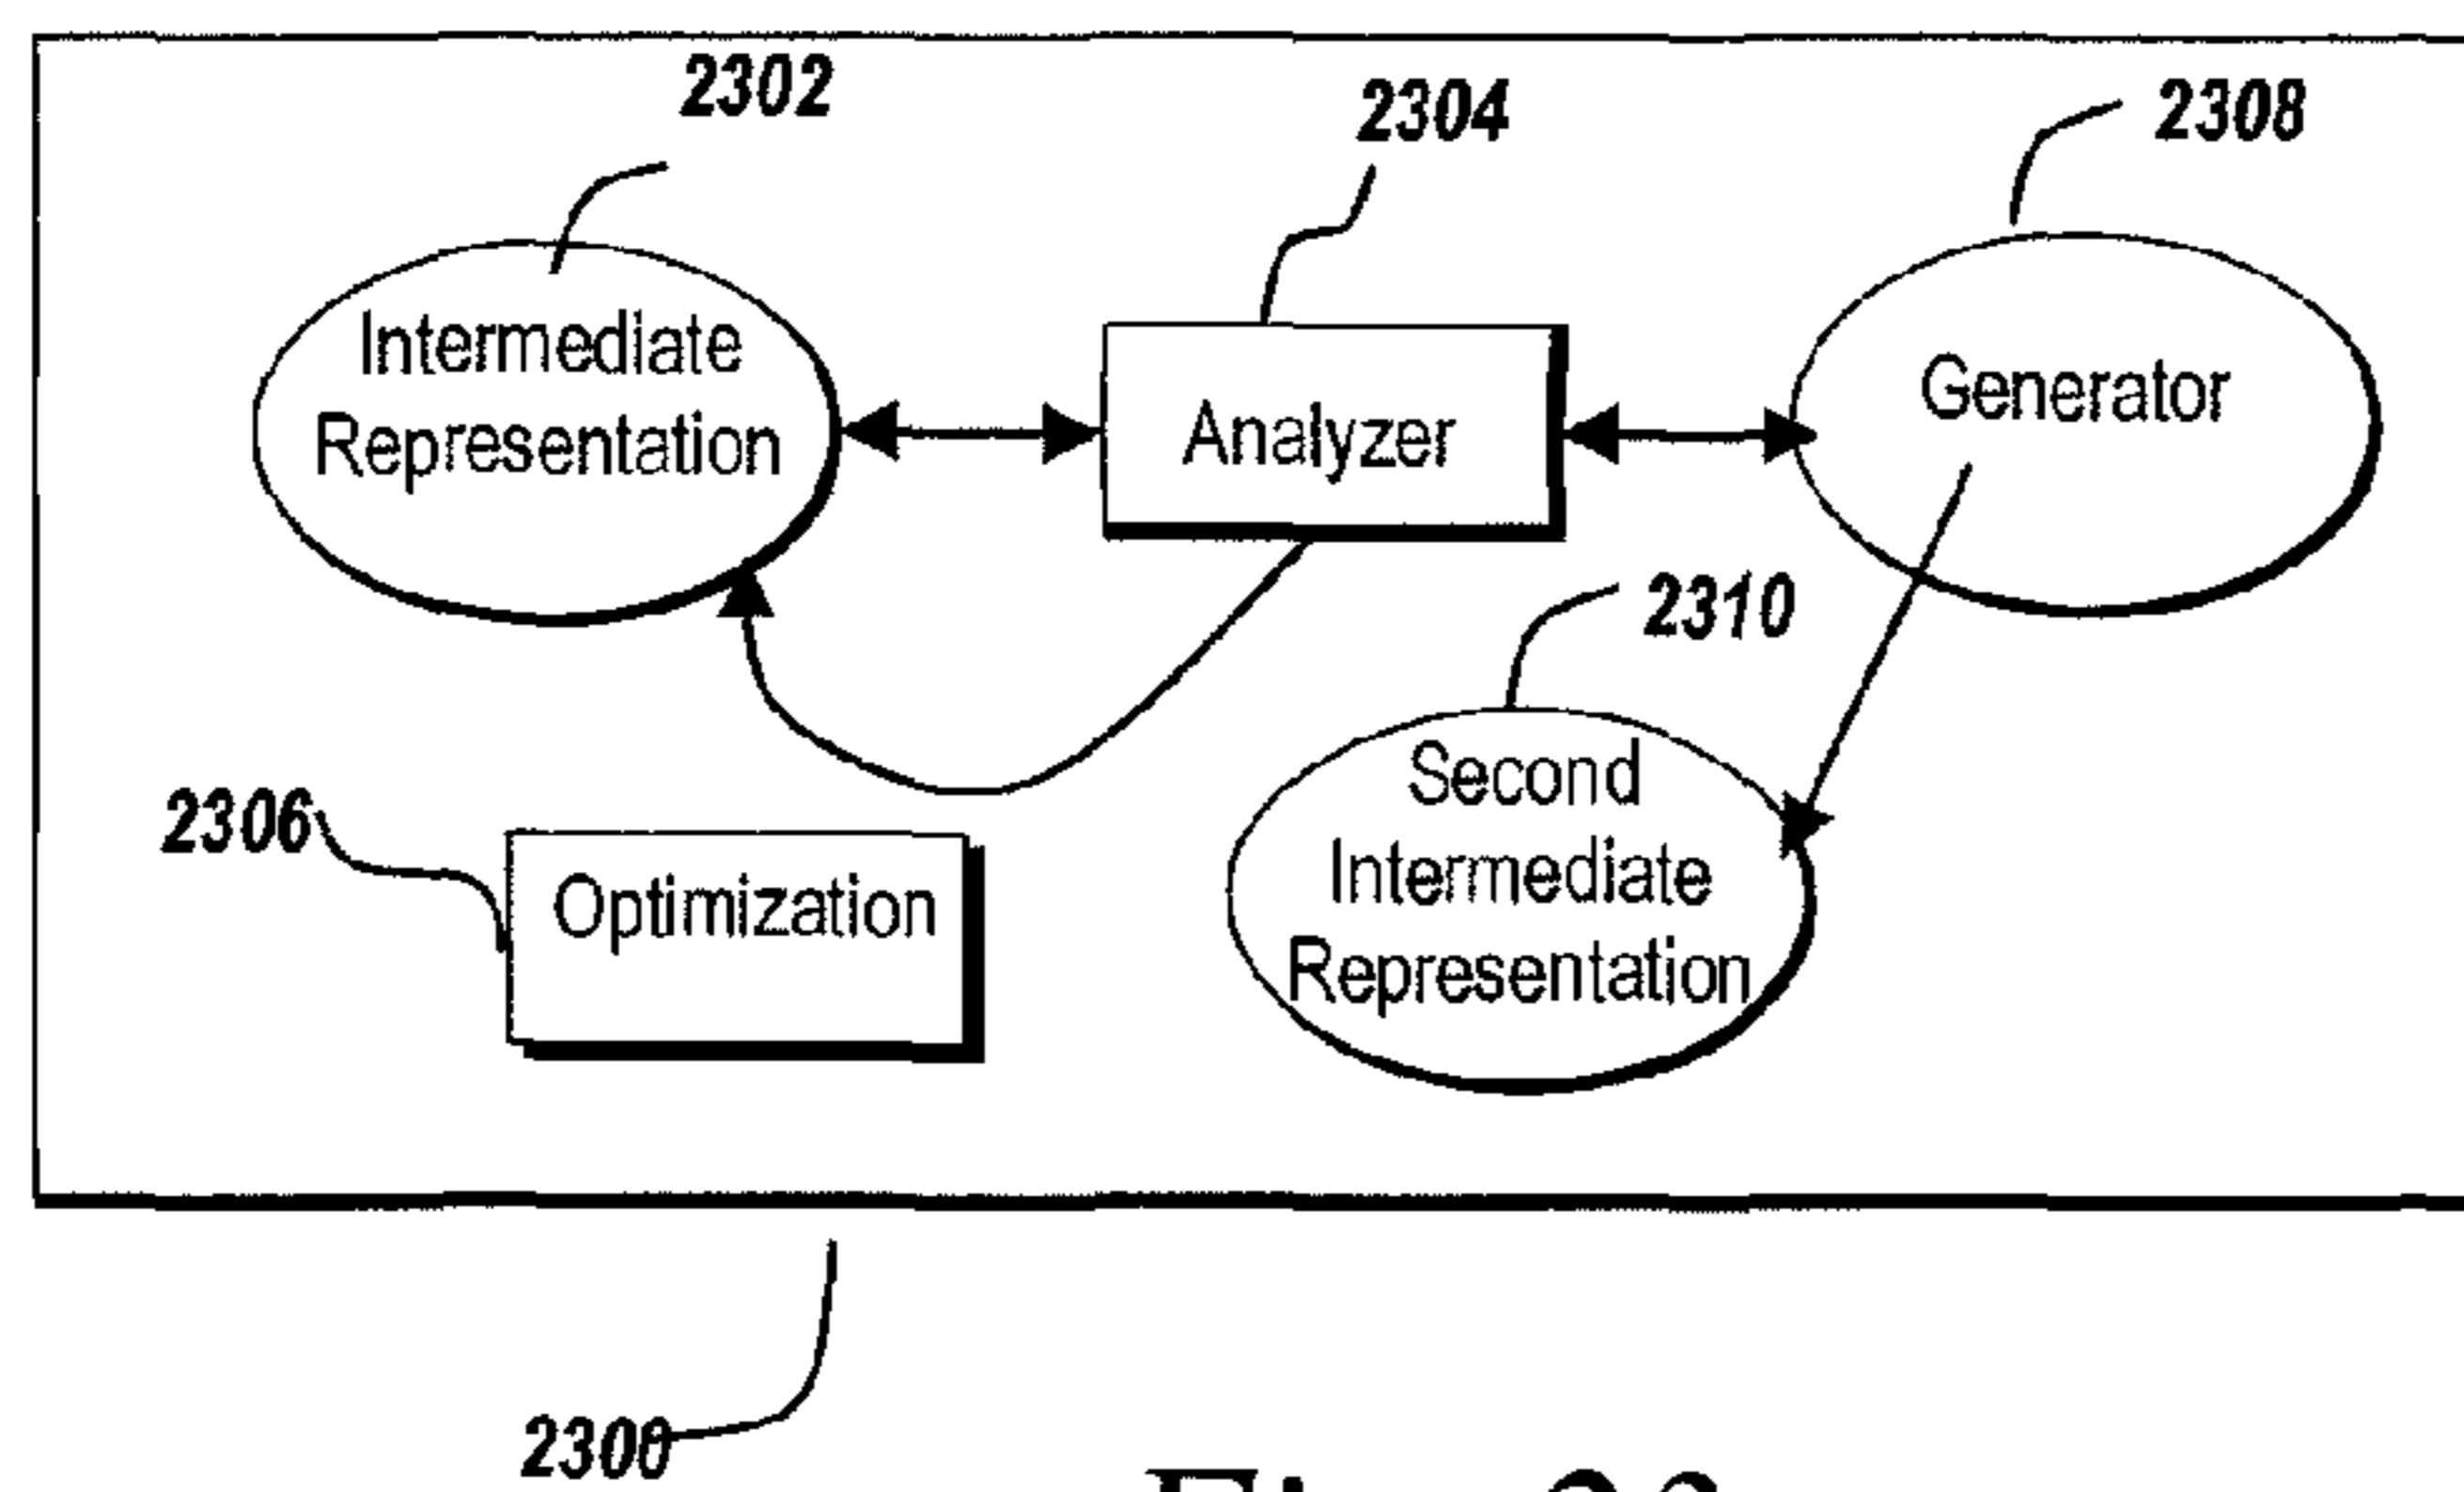 2302
2304
2308
Intermediate
Representation
Analyzer
Generator
2310
2306
Optimization
Second
Intermediate
Representation
2300